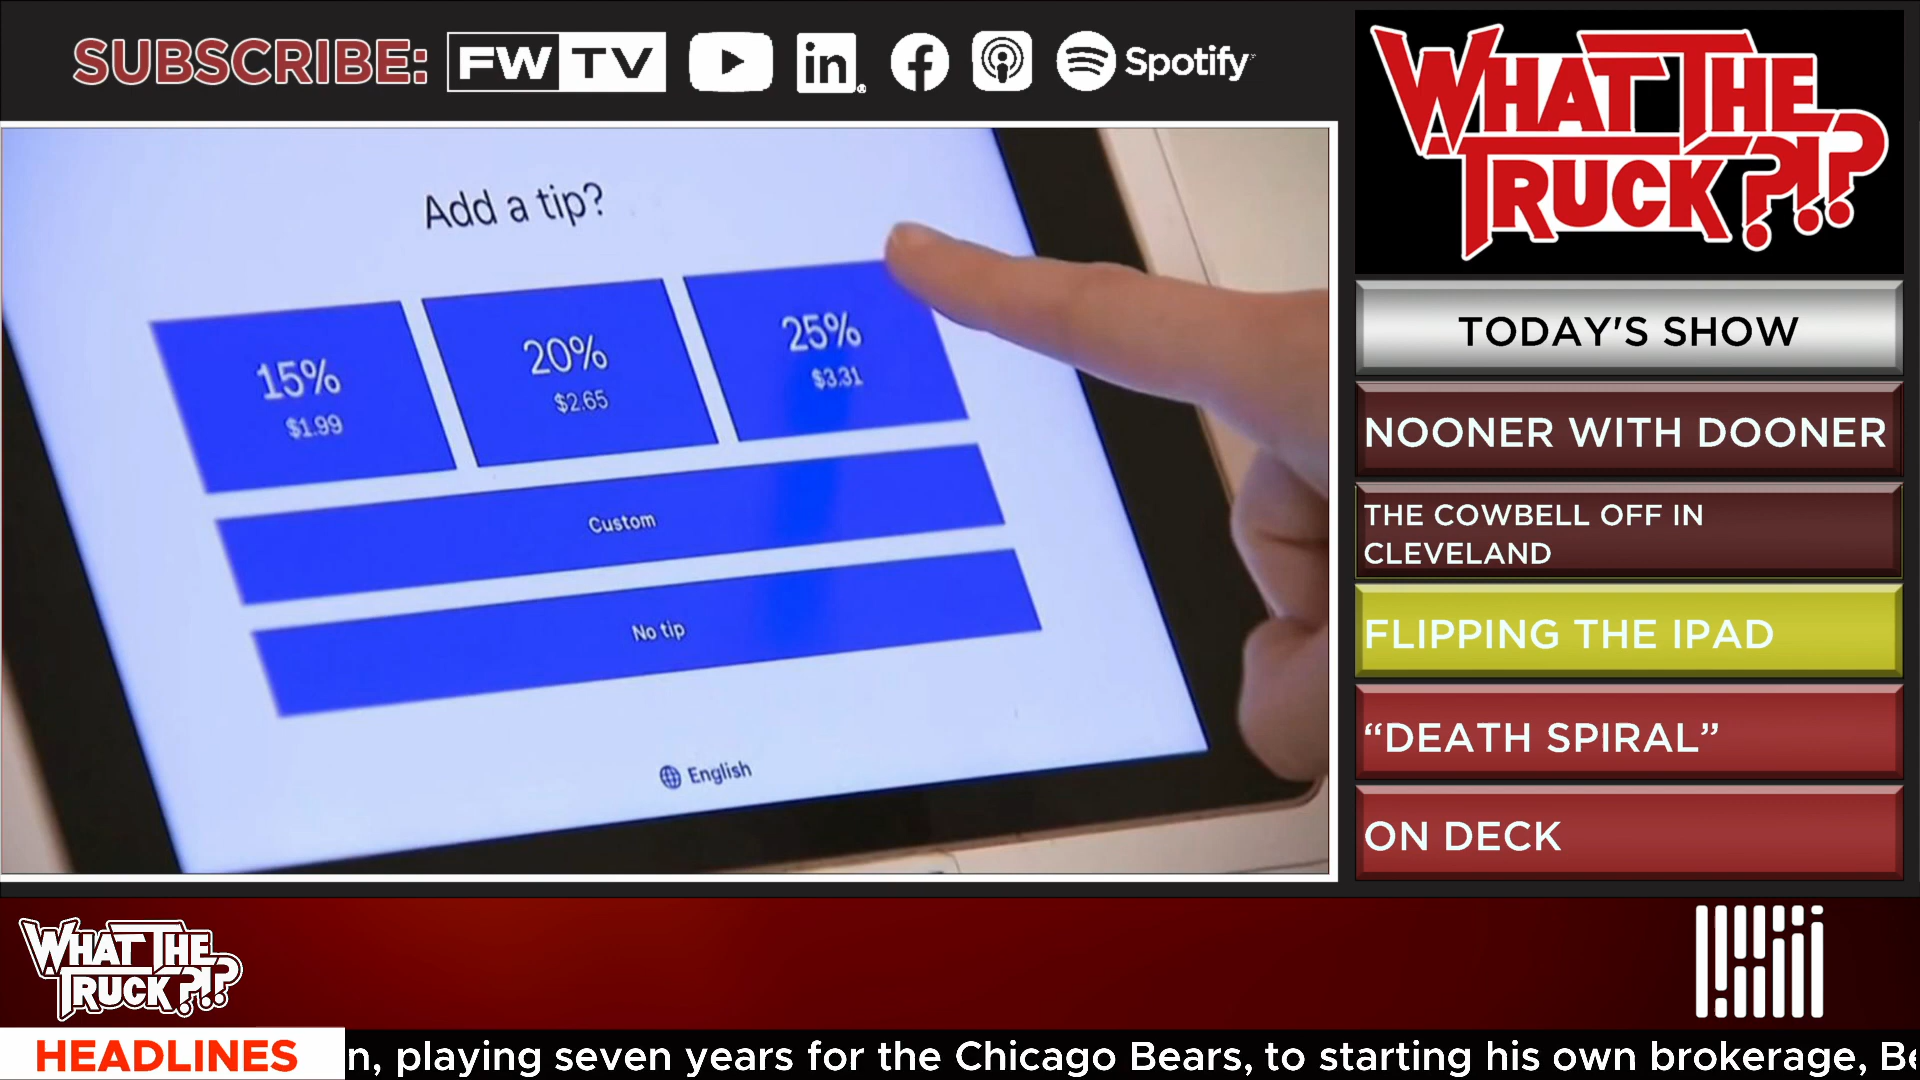 SUBSCRIBE: FW TV in Spotify
WHAT THE
TRUCK?!?
Add a tip?
15%
$1.99
20%
$2.65
25%
$3.31
Custom
No tip
English
TODAY'S SHOW
NOONER WITH DOONER
THE COWBELL OFF IN
CLEVELAND
FLIPPING THE IPAD
“DEATH SPIRAL”
ON DECK
WHAT THE
TRUCK?!?
HEADLINES n, playing seven years for the Chicago Bears, to starting his own brokerage, Be